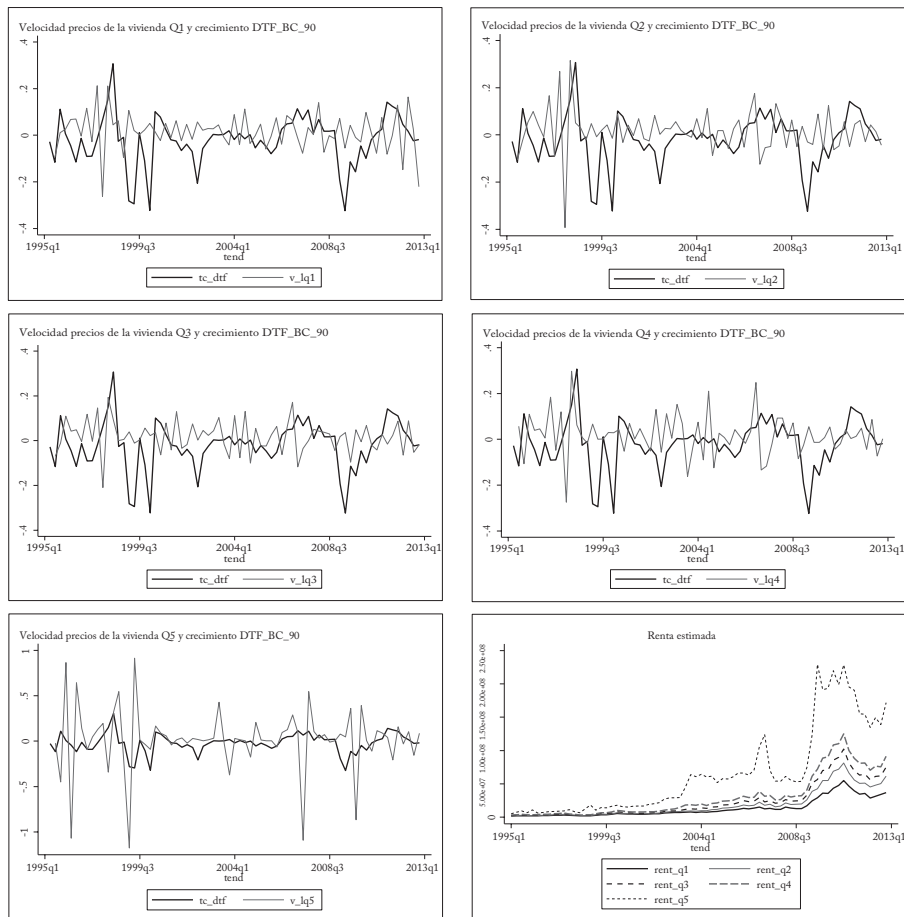 Velocidad precios de la vivienda Q1 y crecimiento DTF_BC_90
.4
.2
0
-.2
-.4
1995q1 1999q3 2004q1 2008q3 2013q1
tend
tc_dtf v_lq1
Velocidad precios de la vivienda Q2 y crecimiento DTF_BC_90
.4
.2
0
-.2
-.4
1995q1 1999q3 2004q1 2008q3 2013q1
tend
tc_dtf v_lq2
Velocidad precios de la vivienda Q3 y crecimiento DTF_BC_90
.4
.2
0
-.2
-.4
1995q1 1999q3 2004q1 2008q3 2013q1
tend
tc_dtf v_lq3
Velocidad precios de la vivienda Q4 y crecimiento DTF_BC_90
.4
.2
0
-.2
-.4
1995q1 1999q3 2004q1 2008q3 2013q1
tend
tc_dtf v_lq4
Velocidad precios de la vivienda Q5 y crecimiento DTF_BC_90
1
.5
0
-.5
-1
1995q1 1999q3 2004q1 2008q3 2013q1
tend
tc_dtf v_lq5
Renta estimada
2.50e+08
2.00e+08
1.50e+08
1.00e+08
5.00e+07
0
1995q1 1999q3 2004q1 2008q3 2013q1
tend
rent_q1 rent_q2
rent_q3 rent_q4
rent_q5